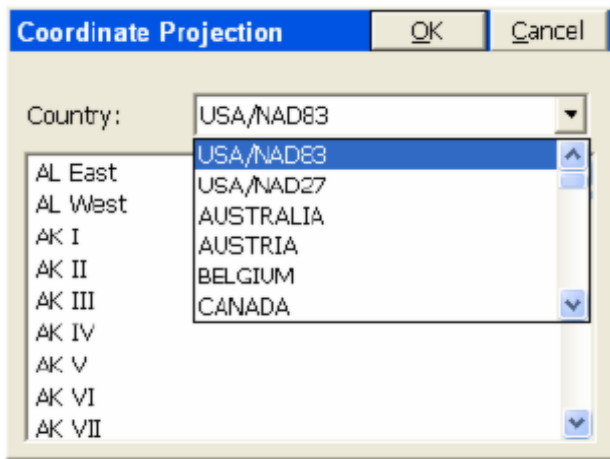 Coordinate Projection OK Cancel
Country: USA/NAD83
USA/NAD83
USA/NAD27
AUSTRALIA
AUSTRIA
BELGIUM
CANADA
AL East
AL West
AK I
AK II
AK III
AK IV
AK V
AK VI
AK VII